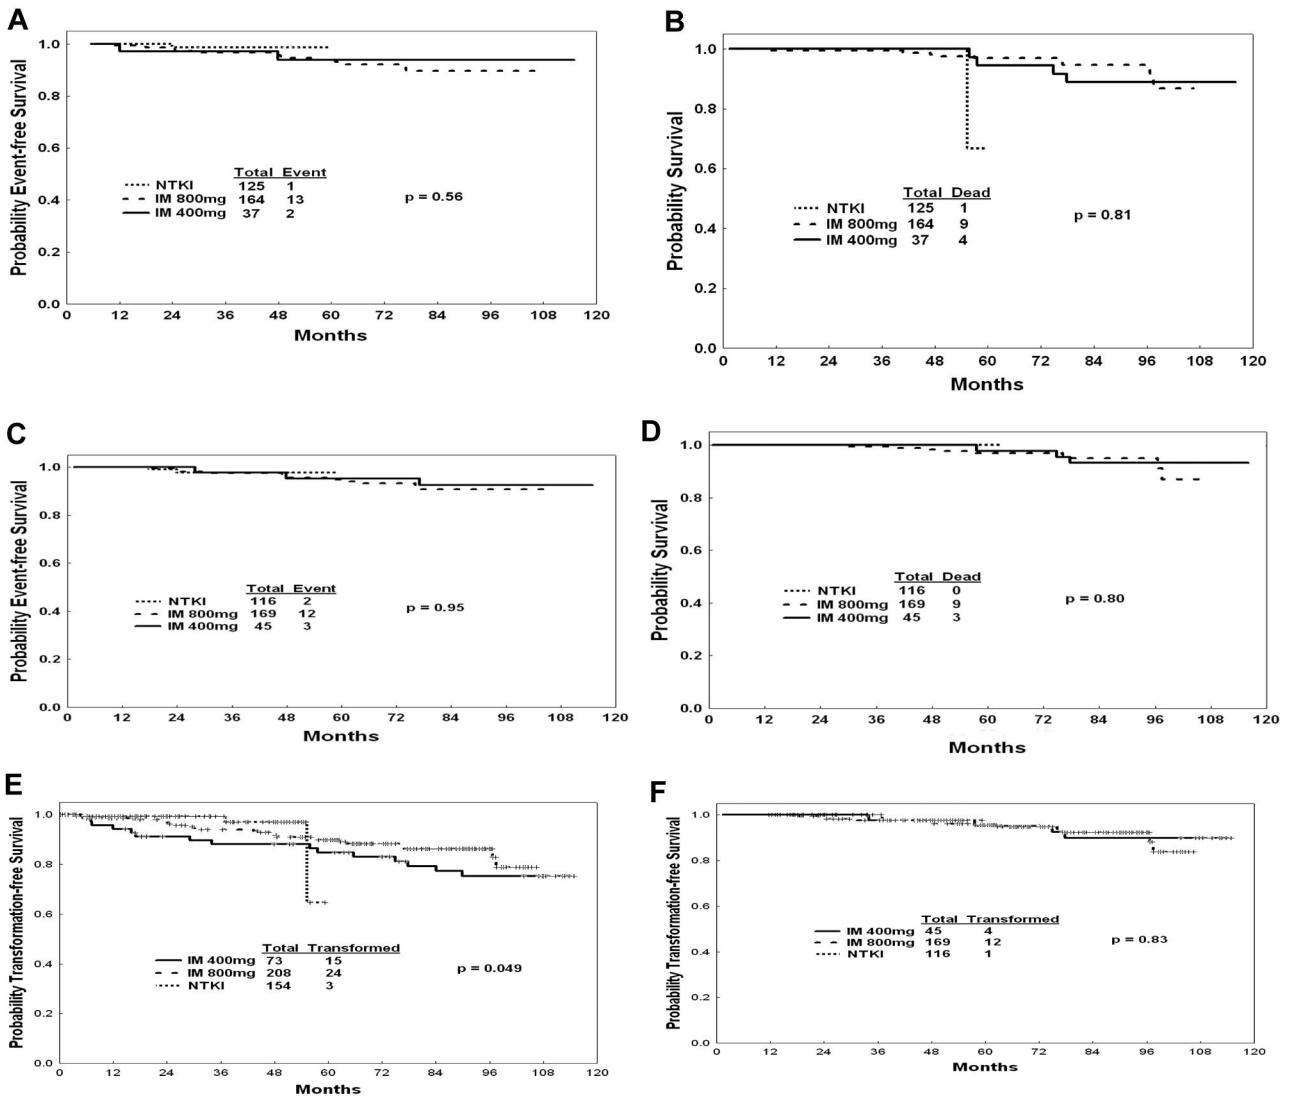 A
Probability Event-free Survival
1.0
0.8
0.6
0.4
0.2
0.0
Total Event
NTKI 125 1
IM 800mg 164 13
IM 400mg 37 2
p = 0.56
0 12 24 36 48 60 72 84 96 108 120
Months
B
Probability Survival
1.0
0.8
0.6
0.4
0.2
0.0
Total Dead
NTKI 125 1
IM 800mg 164 9
IM 400mg 37 4
p = 0.81
0 12 24 36 48 60 72 84 96 108 120
Months
C
Probability Event-free Survival
1.0
0.8
0.6
0.4
0.2
0.0
Total Event
NTKI 116 2
IM 800mg 169 12
IM 400mg 45 3
p = 0.95
0 12 24 36 48 60 72 84 96 108 120
Months
D
Probability Survival
1.0
0.8
0.6
0.4
0.2
0.0
Total Dead
NTKI 116 0
IM 800mg 169 9
IM 400mg 45 3
p = 0.80
0 12 24 36 48 60 72 84 96 108 120
Months
E
Probability Transformation-free Survival
1.0
0.8
0.6
0.4
0.2
0.0
Total Transformed
IM 400mg 73 15
IM 800mg 208 24
NTKI 154 3
p = 0.049
0 12 24 36 48 60 72 84 96 108 120
Months
F
Probability Transformation-free Survival
1.0
0.8
0.6
0.4
0.2
0.0
Total Transformed
IM 400mg 45 4
IM 800mg 169 12
NTKI 116 1
p = 0.83
0 12 24 36 48 60 72 84 96 108 120
Months